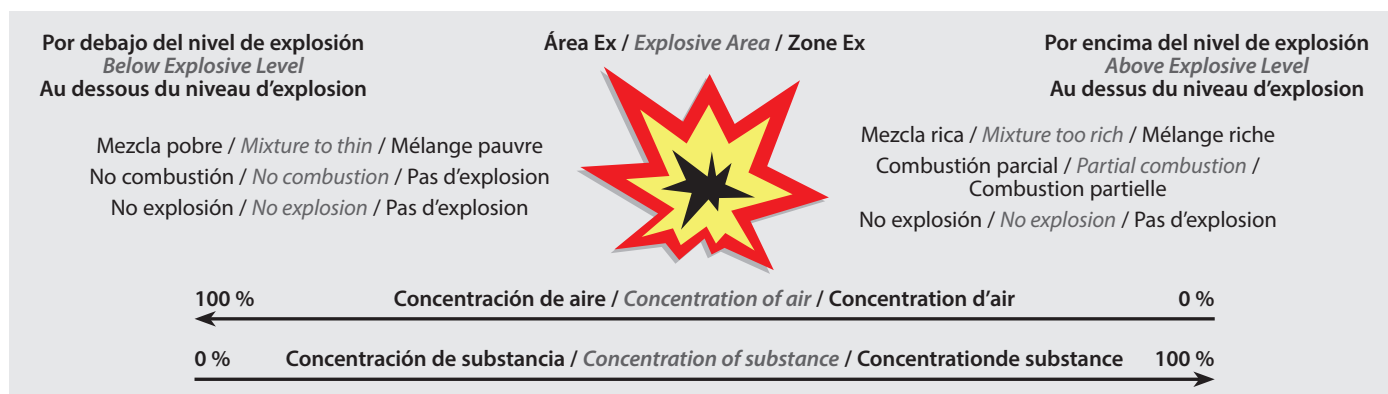 Por debajo del nivel de explosión
Below Explosive Level
Au dessous du niveau d’explosion
Mezcla pobre / Mixture to thin / Mélange pauvre
No combustión / No combustion / Pas d’explosion
No explosión / No explosion / Pas d’explosion
Área Ex / Explosive Area / Zone Ex
Por encima del nivel de explosión
Above Explosive Level
Au dessus du niveau d’explosion
Mezcla rica / Mixture too rich / Mélange riche
Combustión parcial / Partial combustion /
Combustion partielle
No explosión / No explosion / Pas d’explosion
100 % Concentración de aire / Concentration of air / Concentration d’air 0 %
0 % Concentración de substancia / Concentration of substance / Concentrationde substance 100 %